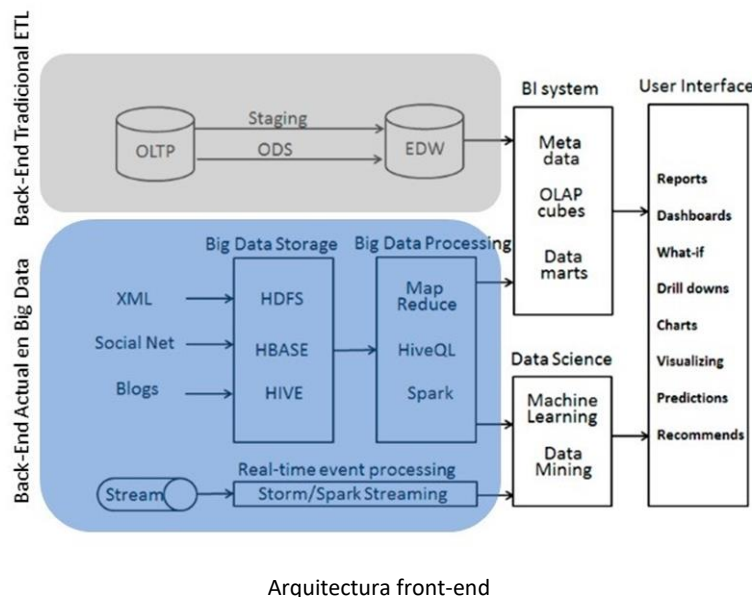 Back-End Tradicional ETL
Staging
OLTP
ODS
EDW
BI system
Meta
data
OLAP
cubes
Data
marts
User Interface
Reports
Dashboards
What-if
Drill downs
Charts
Visualizing
Predictions
Recommends
Back-End Actual en Big Data
Big Data Storage
Big Data Processing
XML
Social Net
Blogs
HDFS
HBASE
HIVE
Map
Reduce
HiveQL
Spark
Data Science
Machine
Learning
Data
Mining
Real-time event processing
Stream
Storm/Spark Streaming
Arquitectura front-end